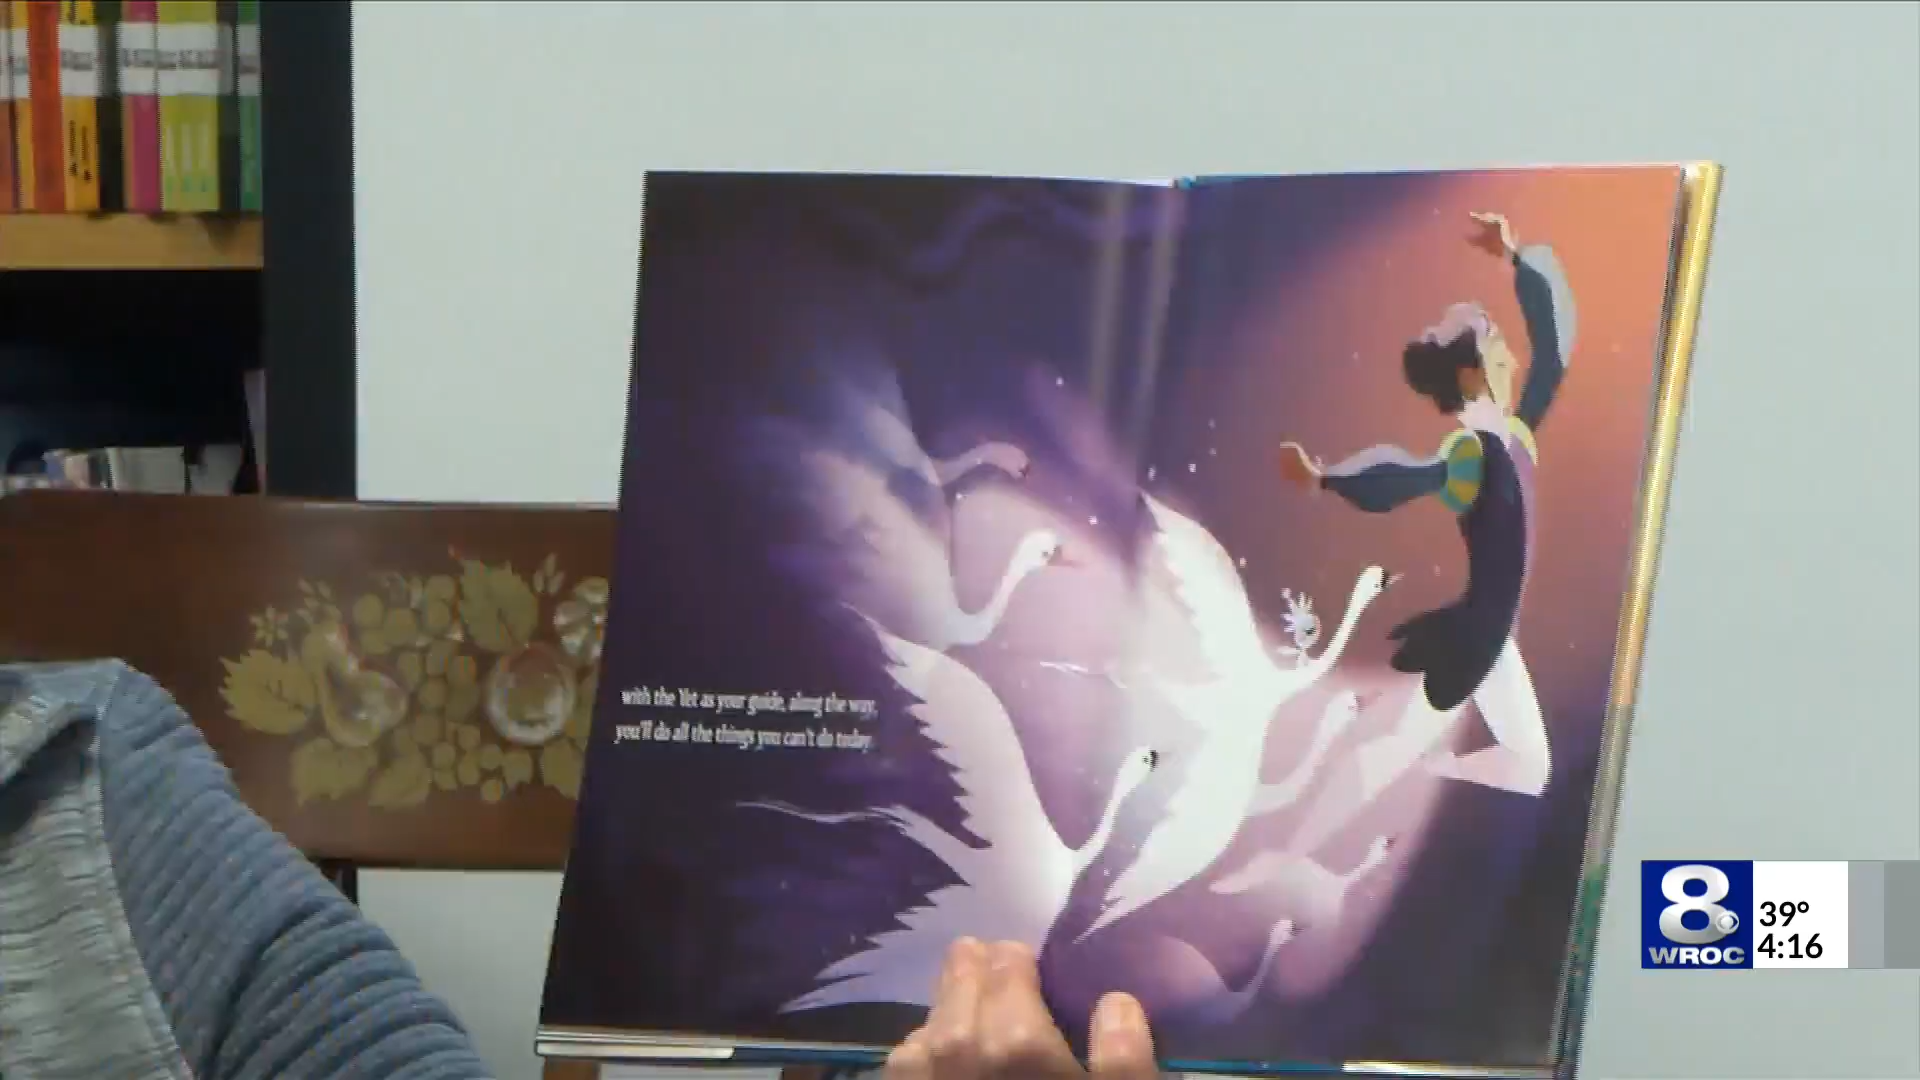 with the Yet as your guide, along the way,
you'll do all the things you can't do today.
8
WROC
39°
4:16